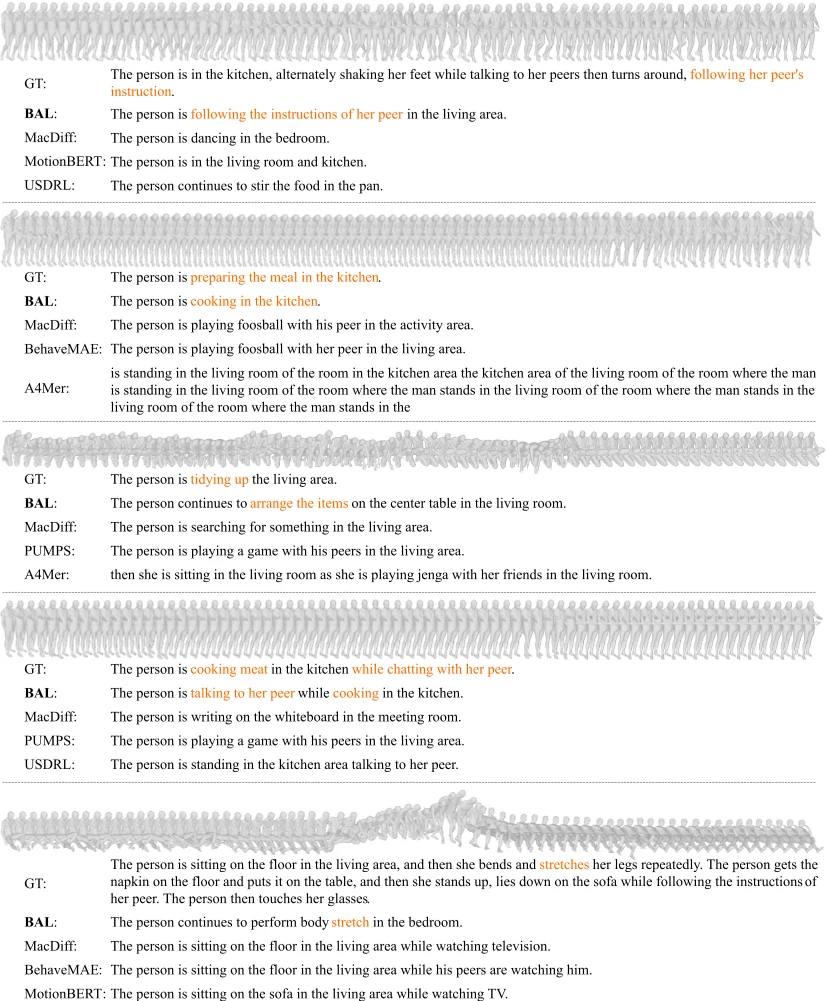 GT: The person is in the kitchen, alternately shaking her feet while talking to her peers then turns around, following her peer's
instruction.
BAL: The person is following the instructions of her peer in the living area.
MacDiff: The person is dancing in the bedroom.
MotionBERT: The person is in the living room and kitchen.
USDRL: The person continues to stir the food in the pan.
GT: The person is preparing the meal in the kitchen.
BAL: The person is cooking in the kitchen.
MacDiff: The person is playing foosball with his peer in the activity area.
BehaveMAE: The person is playing foosball with her peer in the living area.
A4Mer: is standing in the living room of the room in the kitchen area the kitchen area of the living room of the room where the man
is standing in the living room of the room where the man stands in the living room of the room where the man stands in the
living room of the room where the man stands in the
GT: The person is tidying up the living area.
BAL: The person continues to arrange the items on the center table in the living room.
MacDiff: The person is searching for something in the living area.
PUMPS: The person is playing a game with his peers in the living area.
A4Mer: then she is sitting in the living room as she is playing jenga with her friends in the living room.
GT: The person is cooking meat in the kitchen while chatting with her peer.
BAL: The person is talking to her peer while cooking in the kitchen.
MacDiff: The person is writing on the whiteboard in the meeting room.
PUMPS: The person is playing a game with his peers in the living area.
USDRL: The person is standing in the kitchen area talking to her peer.
GT: The person is sitting on the floor in the living area, and then she bends and stretches her legs repeatedly. The person gets the
napkin on the floor and puts it on the table, and then she stands up, lies down on the sofa while following the instructions of
her peer. The person then touches her glasses.
BAL: The person continues to perform body stretch in the bedroom.
MacDiff: The person is sitting on the floor in the living area while watching television.
BehaveMAE: The person is sitting on the floor in the living area while his peers are watching him.
MotionBERT: The person is sitting on the sofa in the living area while watching TV.